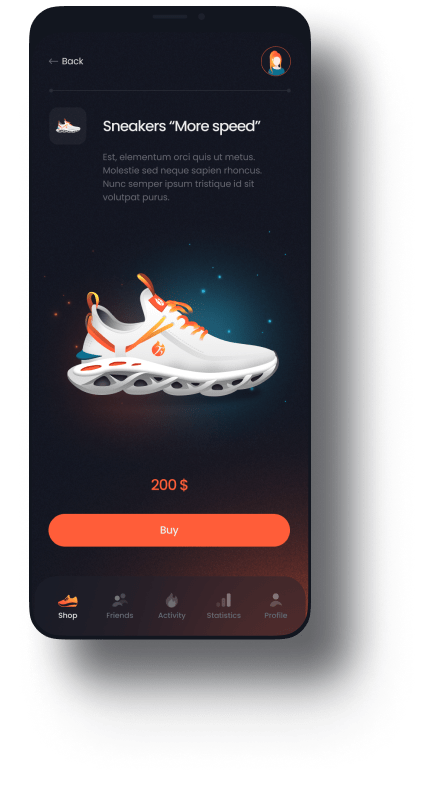 ← Back
Sneakers “More speed”
Est, elementum orci quis ut metus.
Molestie sed neque sapien rhoncus.
Nunc semper ipsum tristique id sit
volutpat purus.
200 $
Buy
Shop
Friends
Activity
Statistics
Profile